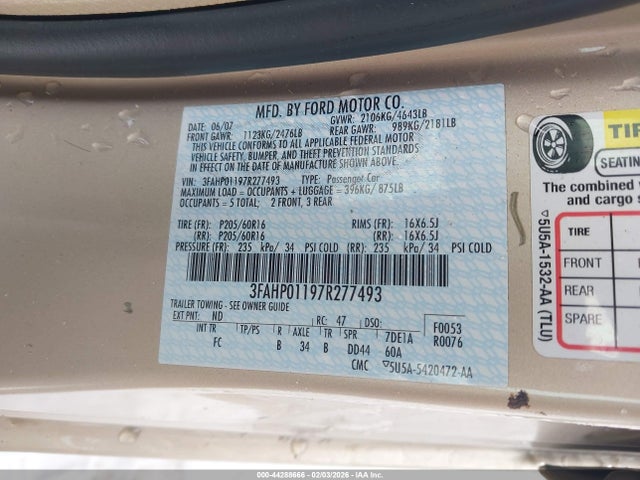 MFD. BY FORD MOTOR CO.
DATE 06/07 GVWR: 2106KG/4643LB
FRONT GAWR: 1123KG/2476LB REAR GAWR: 989KG/2181LB
THIS VEHICLE CONFORMS TO ALL APPLICABLE FEDERAL MOTOR
VEHICLE SAFETY, BUMPER, AND THEFT PREVENTION STANDARDS
IN EFFECT ON THE DATE OF MANUFACTURE SHOWN ABOVE.
VIN: 3FAHP01197R277493 TYPE: Passenger Car
MAXIMUM LOAD = OCCUPANTS + LUGGAGE = 396KG/ 875LB
OCCUPANTS = 5 TOTAL; 2 FRONT, 3 REAR
TIRE (FR): P205/60R16 RIMS (FR): 16X6.5J
(RR): P205/60R16 (RR): 16X6.5J
PRESSURE (FR): 235 kPa/ 34 PSI COLD (RR): 235 kPa/ 34 PSI COLD
3FAHP01197R277493
TRAILER TOWING - SEE OWNER GUIDE
EXT PNT: ND RC: 47 DSO: F0053
INT TR TP/PS R AXLE TR SPR 7DE1A R0076
FC B 34 B DD44 60A
CMC ▽5U5A-5420472-AA
TIR
SEATING
The combined
and cargo s
TIRE
FRONT
REAR
SPARE
▽5U5A-1532-AA (TLU)
000-44288666 - 02/03/2026 - IAAI.COM